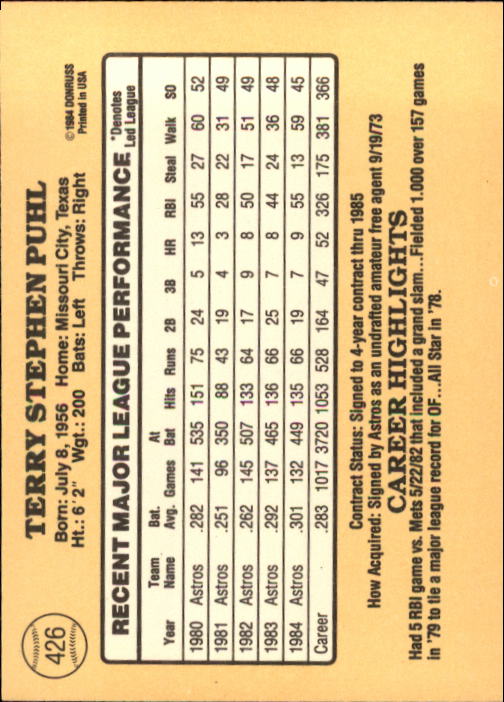 426
TERRY STEPHEN PUHL
Born: July 8, 1956 Home: Missouri City, Texas
Ht.: 6'2" Wgt.: 200 Bats: Left Throws: Right
© 1984 DONRUSS
Printed in USA
RECENT MAJOR LEAGUE PERFORMANCE *Denotes Led League
Year Team Name Bat. Avg. Games At Bat Hits Runs 2B 3B HR RBI Steal Walk SO
1980 Astros .282 141 535 151 75 24 5 13 55 27 60 52
1981 Astros .251 96 350 88 43 19 4 3 28 22 31 49
1982 Astros .262 145 507 133 64 17 9 8 50 17 51 49
1983 Astros .292 137 465 136 66 25 7 8 44 24 36 48
1984 Astros .301 132 449 135 66 19 7 9 55 13 59 45
Career .283 1017 3720 1053 528 164 47 52 326 175 381 366
Contract Status: Signed to 4-year contract thru 1985
How Acquired: Signed by Astros as an undrafted amateur free agent 9/19/73
CAREER HIGHLIGHTS
Had 5 RBI game vs. Mets 5/22/82 that included a grand slam...Fielded 1.000 over 157 games
in '79 to tie a major league record for OF...All Star in '78.